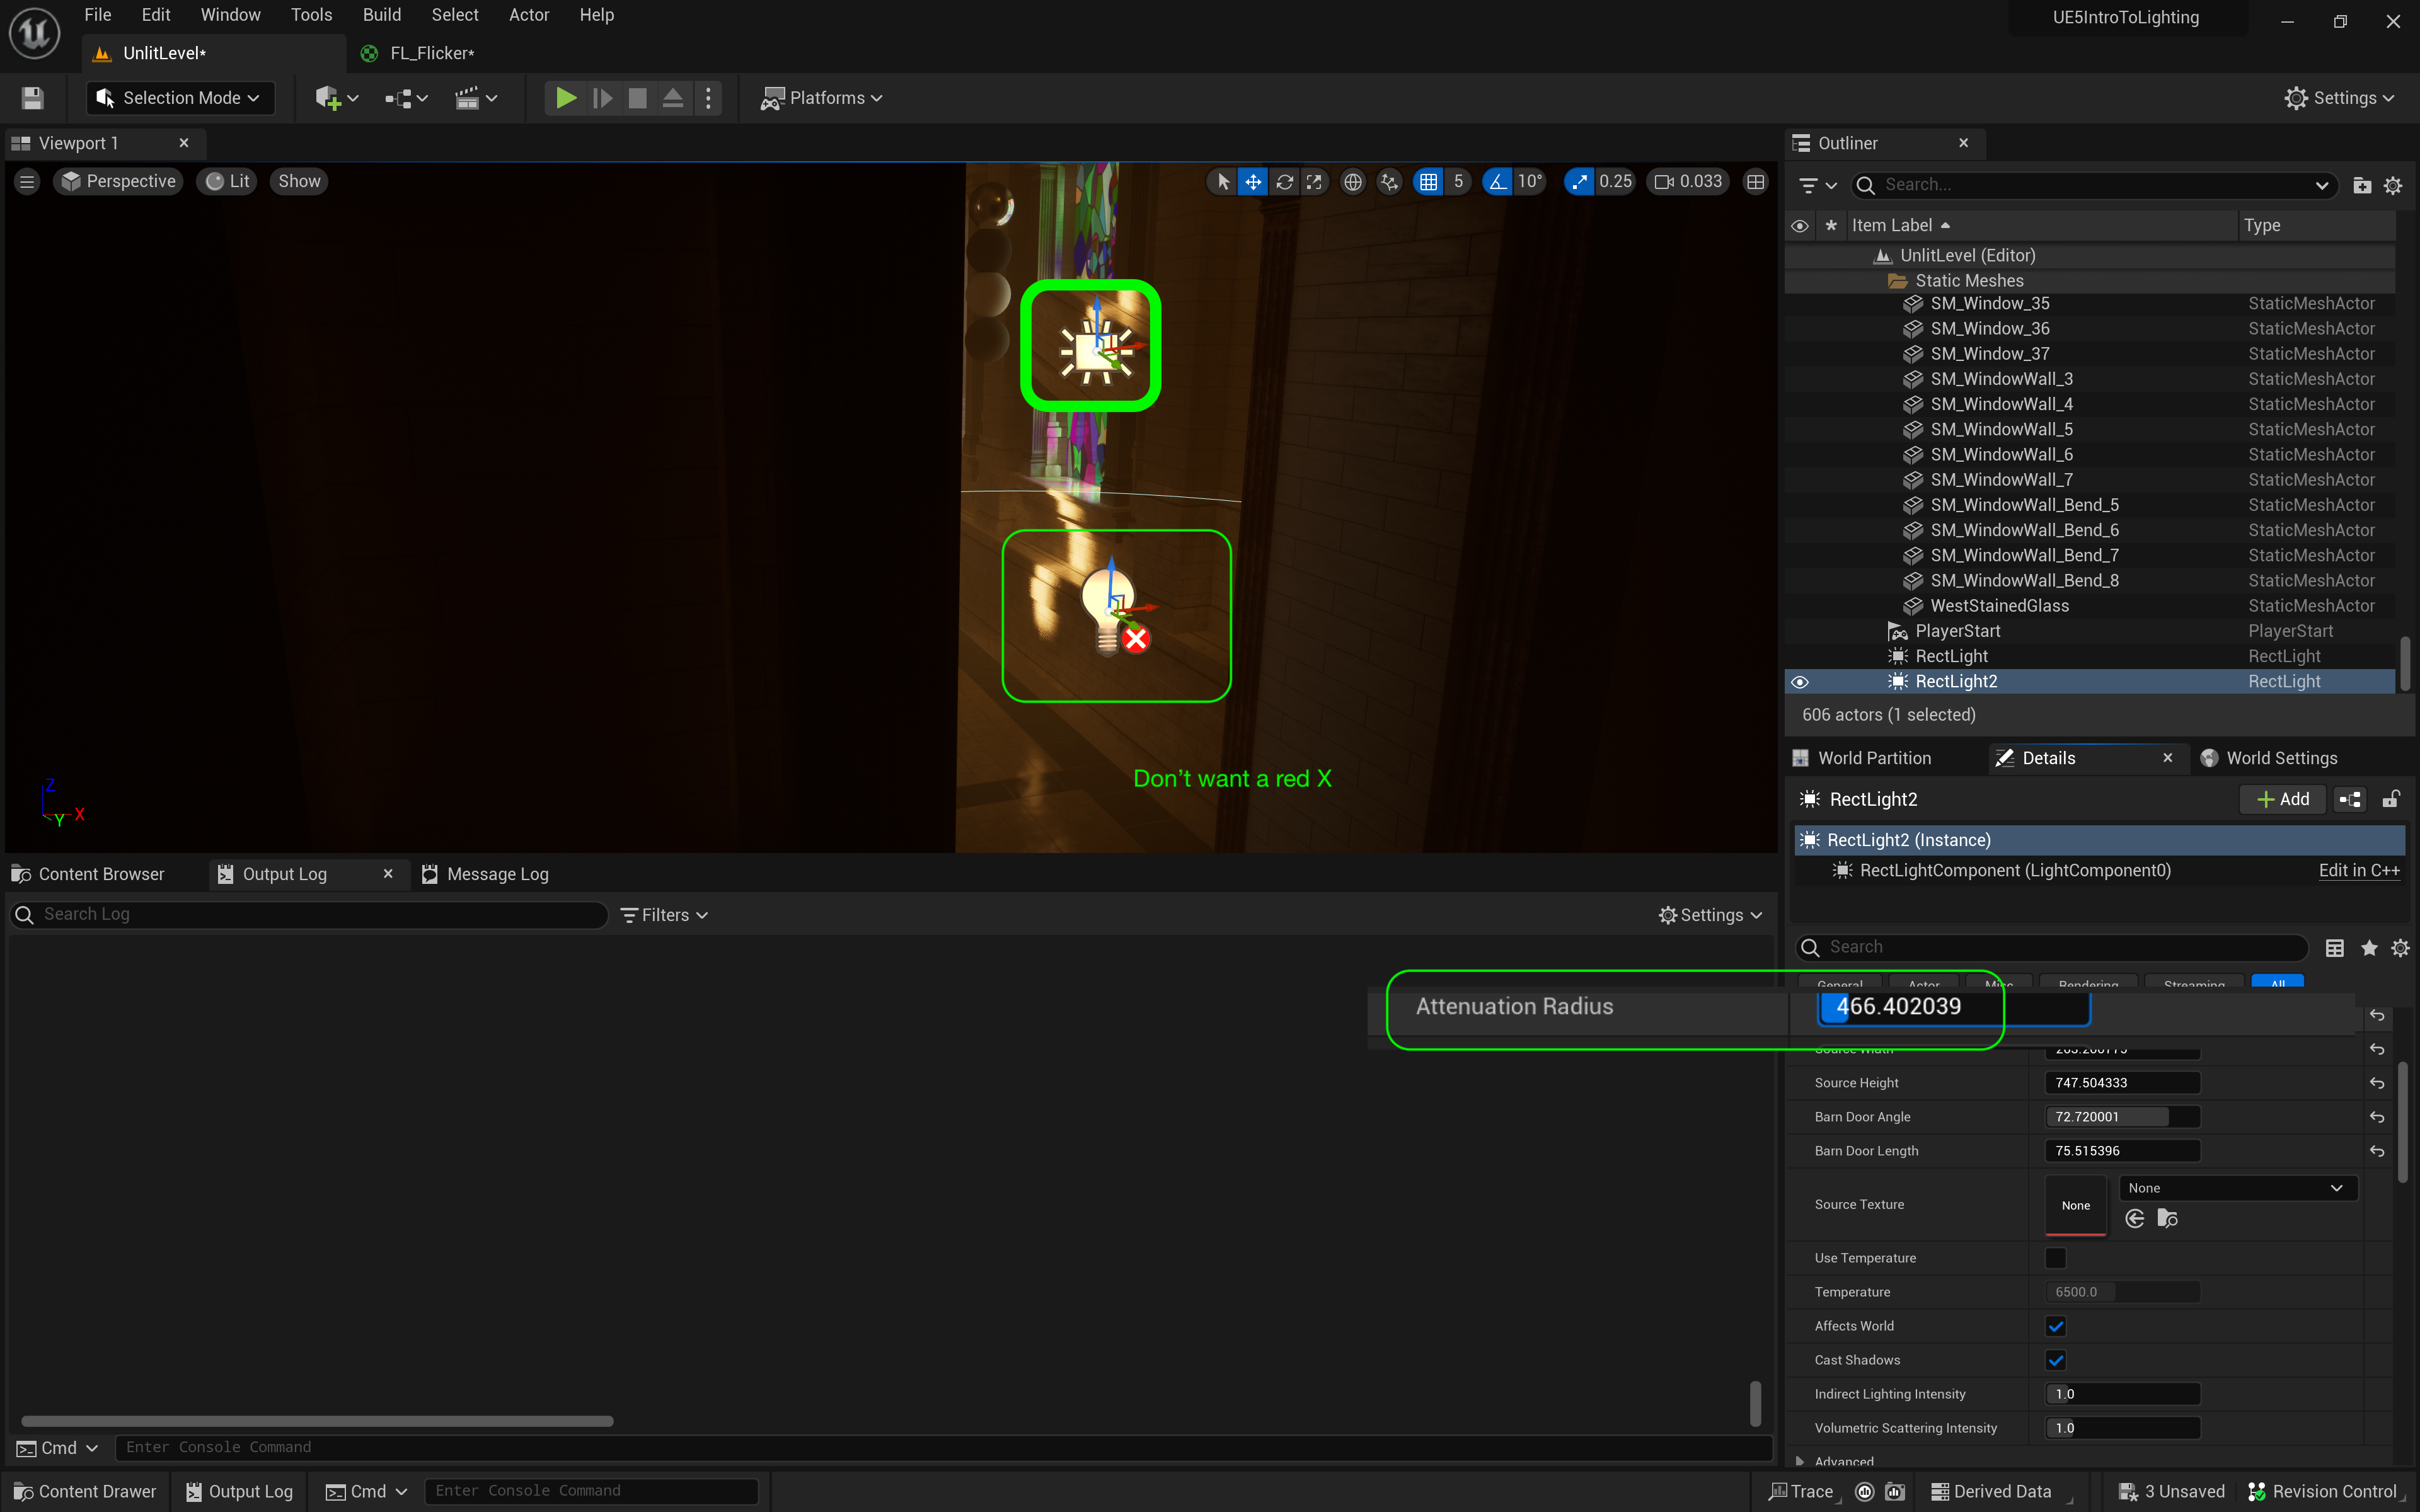 File Edit Window Tools Build Select Actor Help
UE5IntroToLighting
UnlitLevel*
FL_Flicker*
Selection Mode
Platforms
Settings
Viewport 1
Perspective
Lit
Show
5
10°
0.25
0.033
Don't want a red X
Z
Y
X
Outliner
Search...
Item Label
Type
UnlitLevel (Editor)
Static Meshes
SM_Window_35 StaticMeshActor
SM_Window_36 StaticMeshActor
SM_Window_37 StaticMeshActor
SM_WindowWall_3 StaticMeshActor
SM_WindowWall_4 StaticMeshActor
SM_WindowWall_5 StaticMeshActor
SM_WindowWall_6 StaticMeshActor
SM_WindowWall_7 StaticMeshActor
SM_WindowWall_Bend_5 StaticMeshActor
SM_WindowWall_Bend_6 StaticMeshActor
SM_WindowWall_Bend_7 StaticMeshActor
SM_WindowWall_Bend_8 StaticMeshActor
WestStainedGlass StaticMeshActor
PlayerStart PlayerStart
RectLight RectLight
RectLight2 RectLight
606 actors (1 selected)
World Partition
Details
World Settings
RectLight2
Add
RectLight2 (Instance)
RectLightComponent (LightComponent0)
Edit in C++
Search
General Actor Misc Rendering Streaming All
Attenuation Radius 466.402039
Source Width
Source Height 747.504333
Barn Door Angle 72.720001
Barn Door Length 75.515396
Source Texture
None
None
Use Temperature
Temperature 6500.0
Affects World
Cast Shadows
Indirect Lighting Intensity 1.0
Volumetric Scattering Intensity 1.0
Advanced
Content Browser
Output Log
Message Log
Search Log
Filters
Settings
Cmd
Enter Console Command
Content Drawer
Output Log
Cmd
Enter Console Command
Trace
Derived Data
3 Unsaved
Revision Control